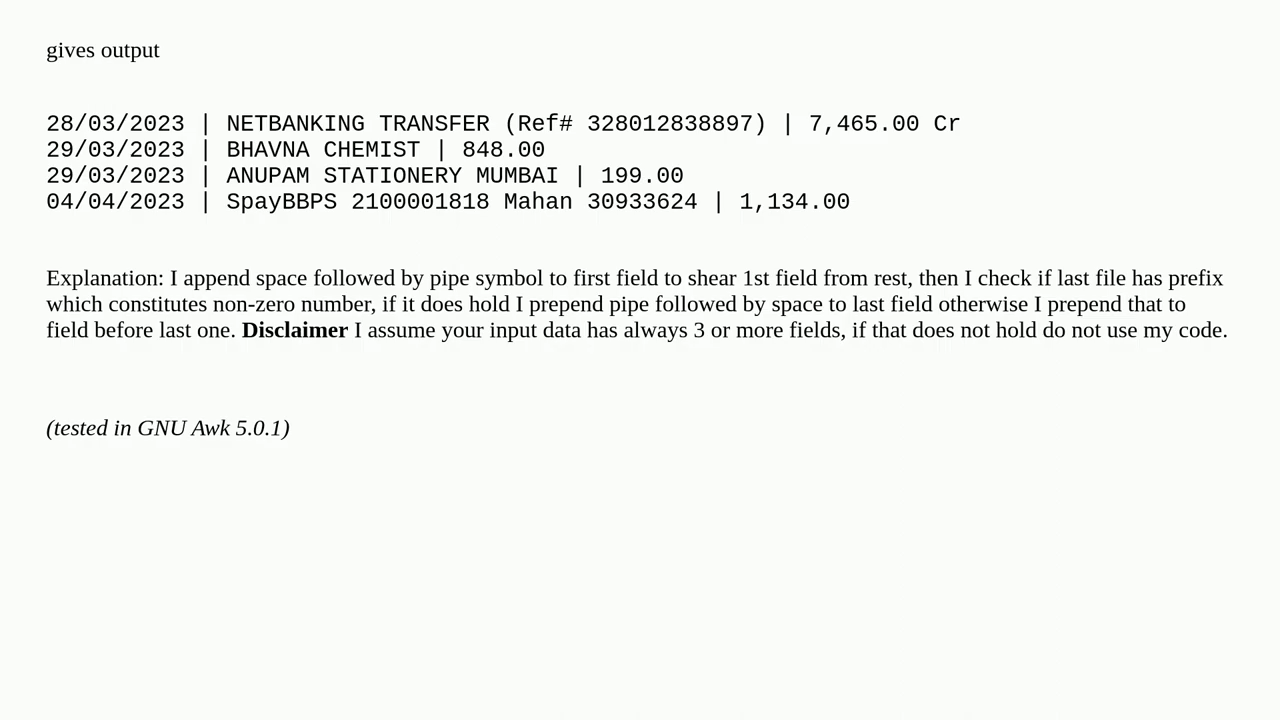 gives output
28/03/2023 | NETBANKING TRANSFER (Ref# 328012838897) | 7,465.00 Cr
29/03/2023 | BHAVNA CHEMIST | 848.00
29/03/2023 | ANUPAM STATIONERY MUMBAI | 199.00
04/04/2023 | SpayBBPS 2100001818 Mahan 30933624 | 1,134.00
Explanation: I append space followed by pipe symbol to first field to shear 1st field from rest, then I check if last file has prefix
which constitutes non-zero number, if it does hold I prepend pipe followed by space to last field otherwise I prepend that to
field before last one. Disclaimer I assume your input data has always 3 or more fields, if that does not hold do not use my code.
(tested in GNU Awk 5.0.1)